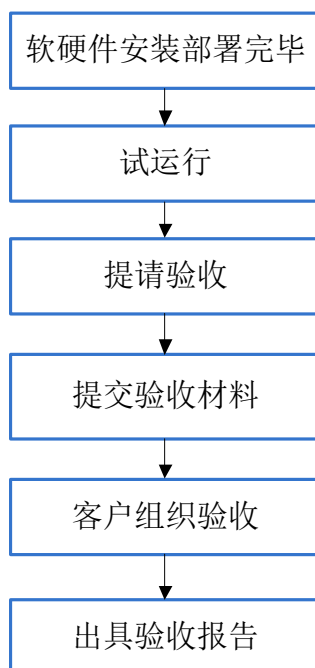 软硬件安装部署完毕
试运行
提请验收
提交验收材料
客户组织验收
出具验收报告